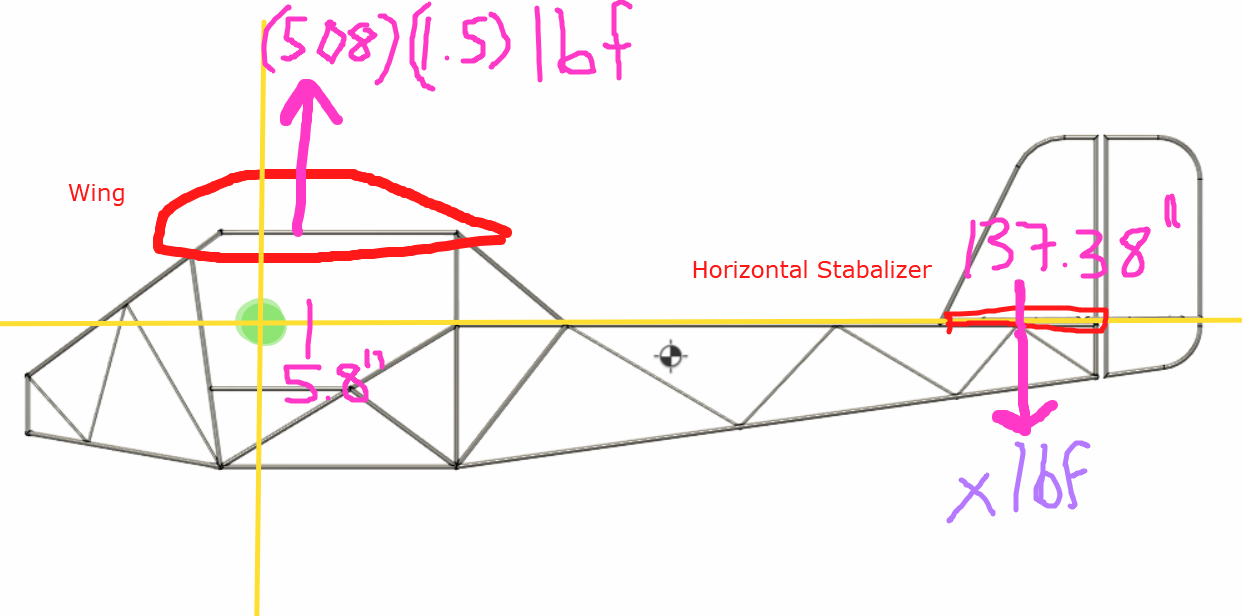 (508)(1.5) lbf
Wing
137.38"
Horizontal Stabalizer
5.8"
x lbf